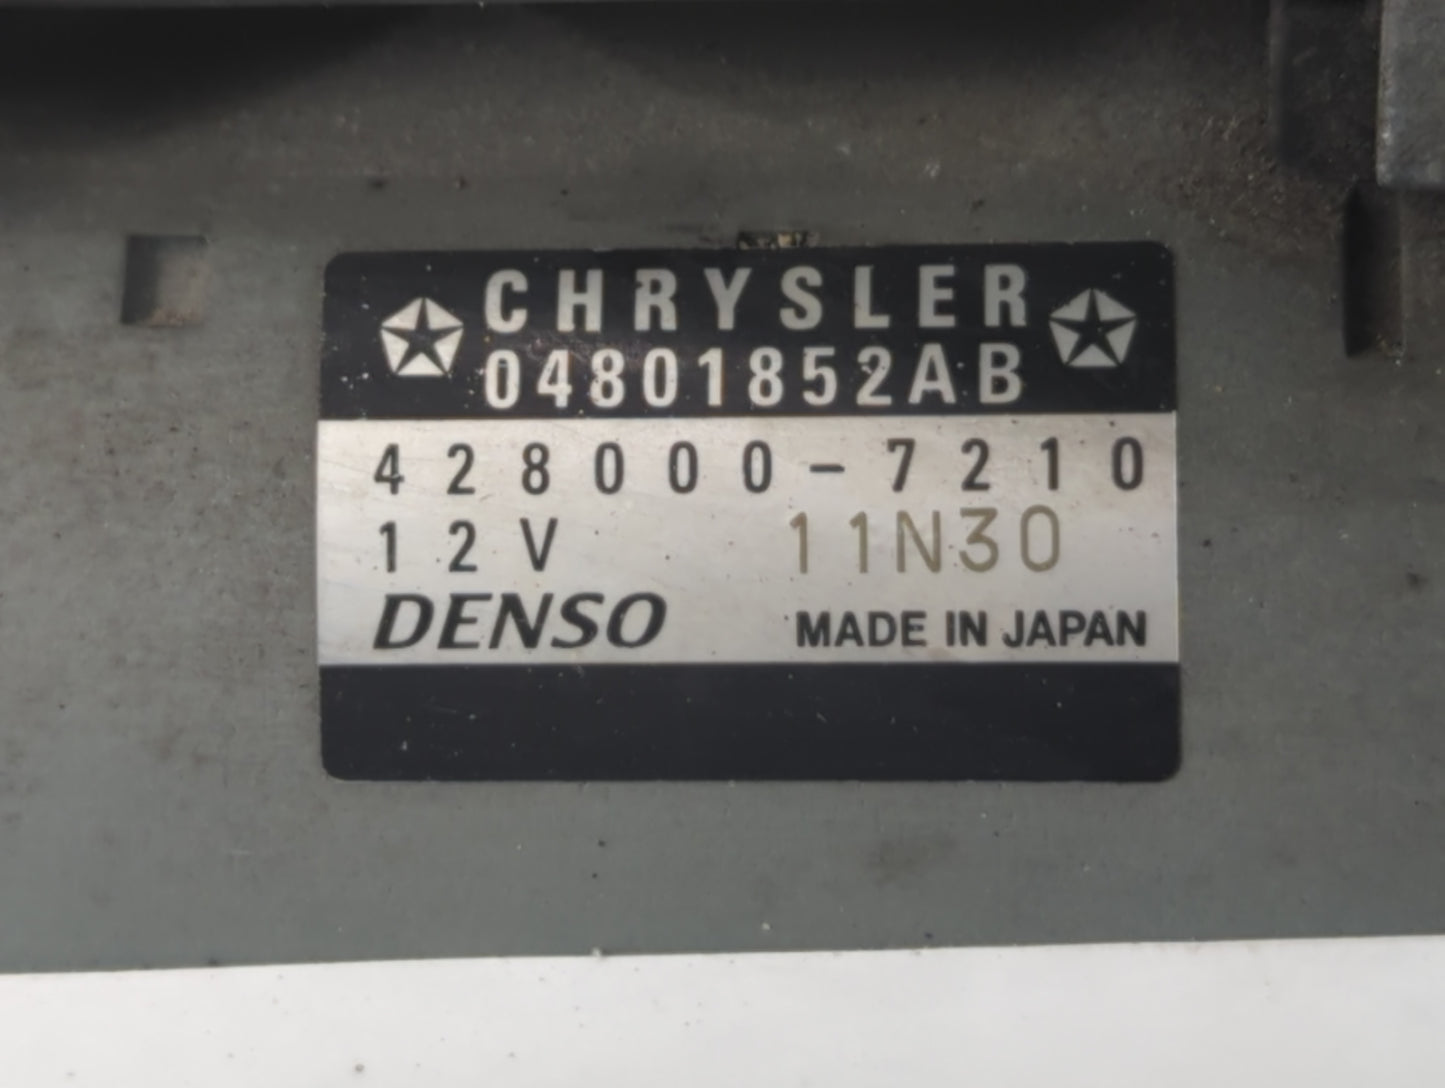 CHRYSLER
04801852AB
428000-7210
12V 11N30
DENSO MADE IN JAPAN